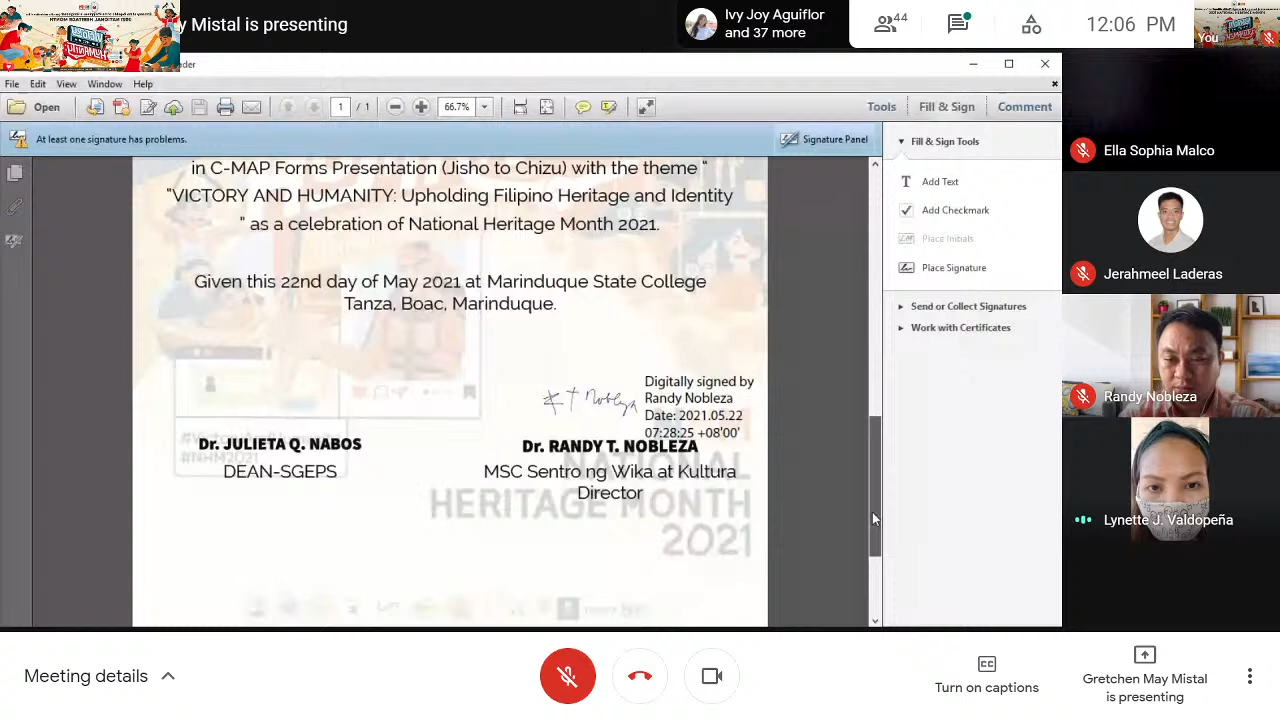 y Mistal is presenting
Ivy Joy Aguiflor
and 37 more
44
12:06 PM
You
eder
File Edit View Window Help
Open
1 / 1
66.7%
Tools
Fill & Sign
Comment
At least one signature has problems.
Signature Panel
in C-MAP Forms Presentation (Jisho to Chizu) with the theme "
"VICTORY AND HUMANITY: Upholding Filipino Heritage and Identity
" as a celebration of National Heritage Month 2021.
Given this 22nd day of May 2021 at Marinduque State College
Tanza, Boac, Marinduque.
Digitally signed by
Randy Nobleza
Date: 2021.05.22
07:28:25 +08'00'
Dr. JULIETA Q. NABOS
DEAN-SGEPS
Dr. RANDY T. NOBLEZA
MSC Sentro ng Wika at Kultura
Director
#NHM2021
NATIONAL
HERITAGE MONTH
2021
Fill & Sign Tools
Add Text
Add Checkmark
Place Initials
Place Signature
Send or Collect Signatures
Work with Certificates
Ella Sophia Malco
Jerahmeel Laderas
Randy Nobleza
Lynette J. Valdopeña
Meeting details
CC
Turn on captions
Gretchen May Mistal
is presenting